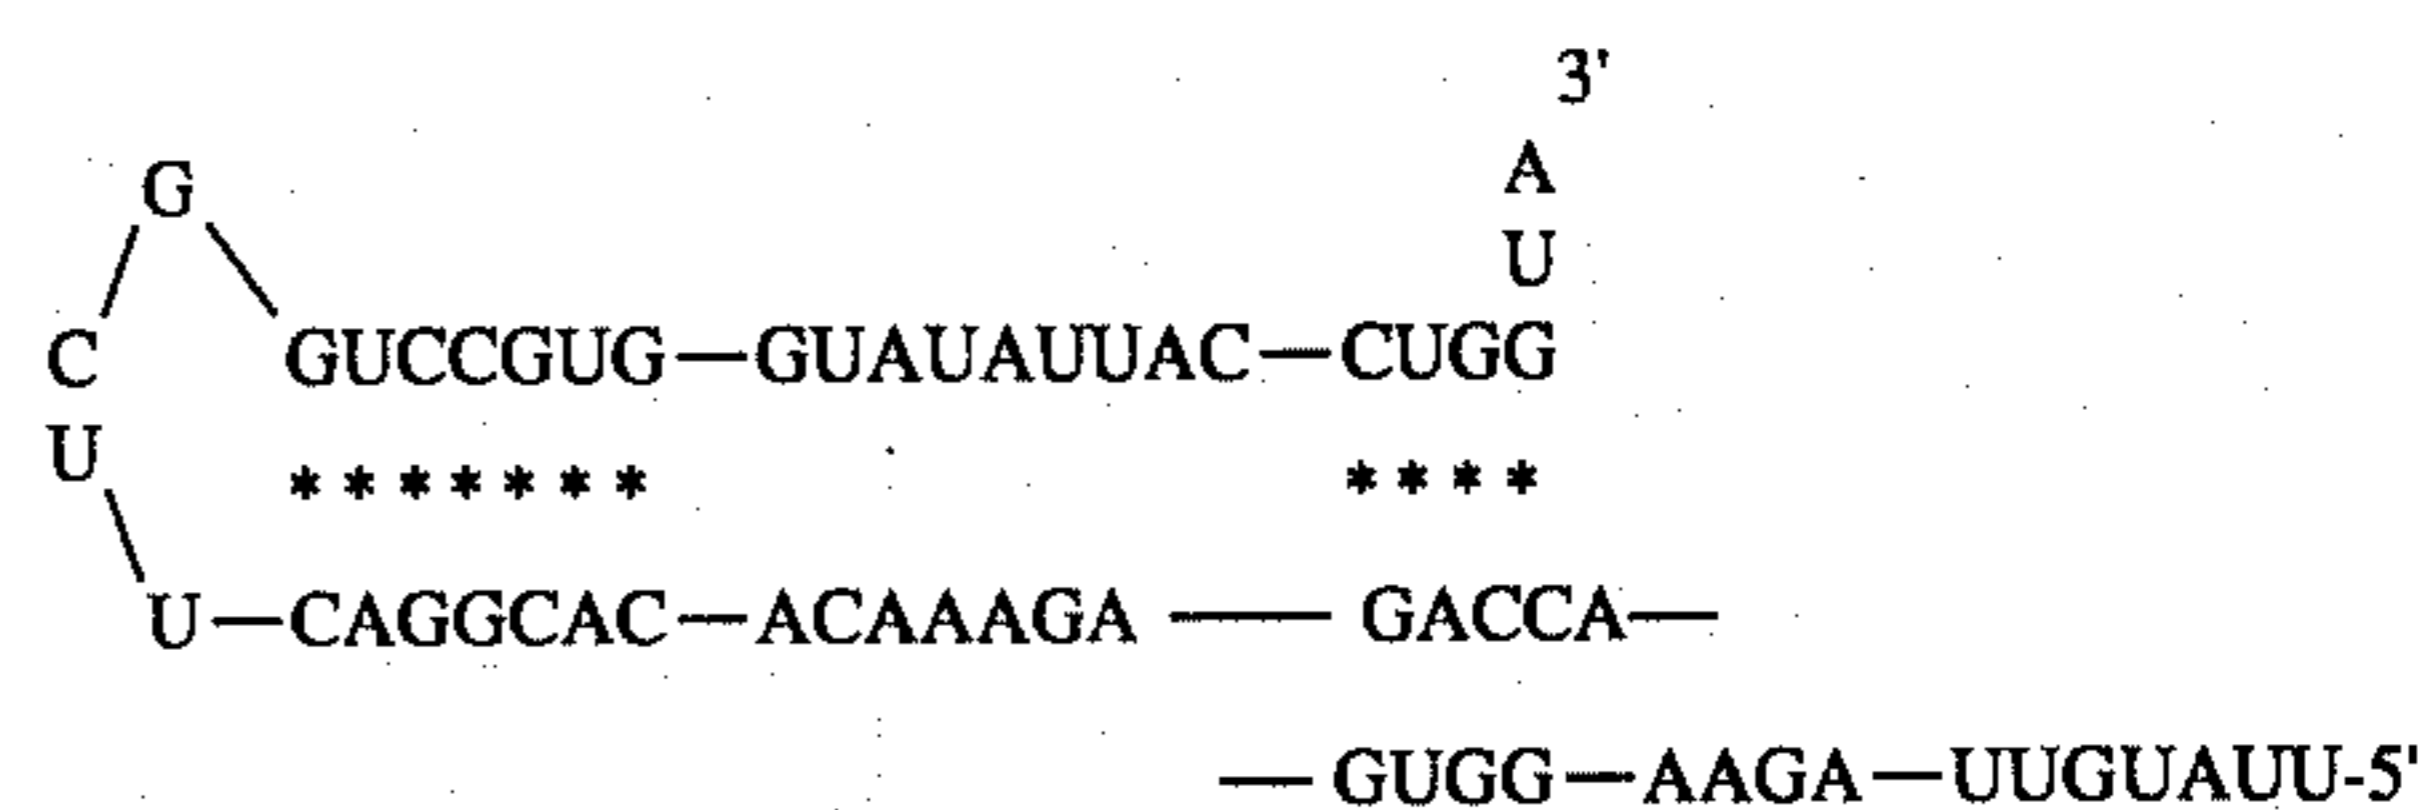 3'
A
G
U
C GUCCGUG—GUAUAUUAC—CUGG
U
* * * * * * * * * * *
U—CAGGCAC—ACAAAGA — GACCA—
—GUGG—AAGA—UUGUAUU-5'